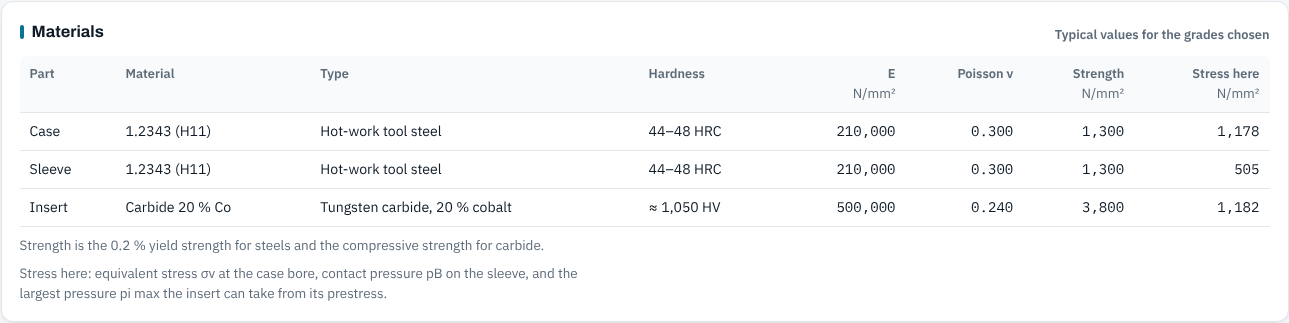 Materials
Typical values for the grades chosen
Part Material Type Hardness E Poisson ν Strength Stress here
N/mm² N/mm² N/mm²
Case 1.2343 (H11) Hot-work tool steel 44–48 HRC 210,000 0.300 1,300 1,178
Sleeve 1.2343 (H11) Hot-work tool steel 44–48 HRC 210,000 0.300 1,300 505
Insert Carbide 20 % Co Tungsten carbide, 20 % cobalt ≈ 1,050 HV 500,000 0.240 3,800 1,182
Strength is the 0.2 % yield strength for steels and the compressive strength for carbide.
Stress here: equivalent stress σv at the case bore, contact pressure pB on the sleeve, and the
largest pressure pi max the insert can take from its prestress.